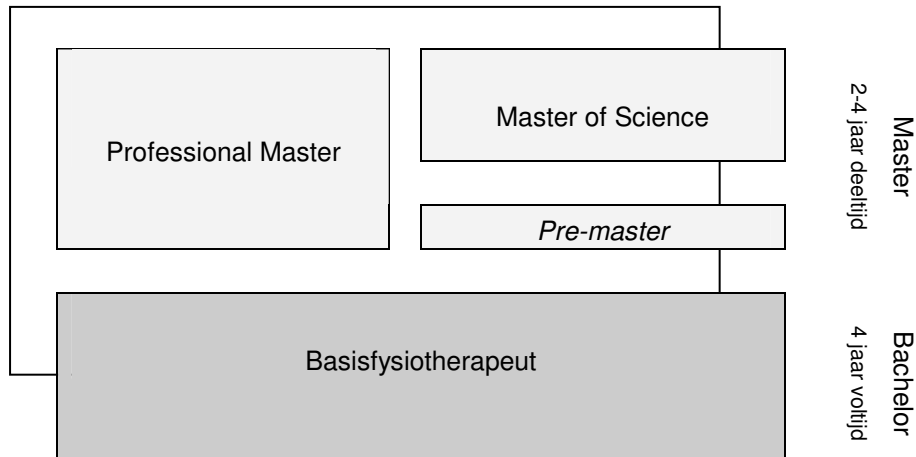 Professional Master
Master of Science
Pre-master
Master
2-4 jaar deeltijd
Basisfysiotherapeut
Bachelor
4 jaar voltijd